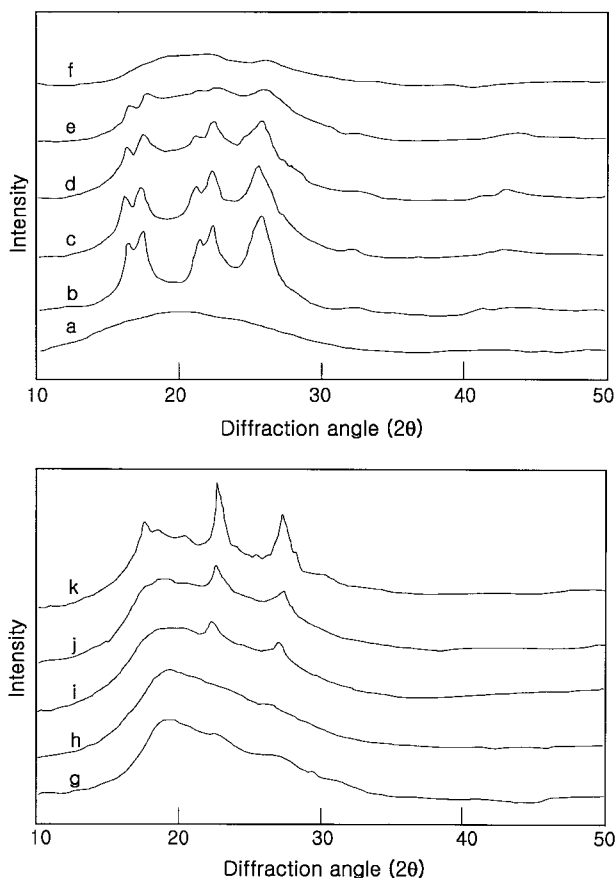 f
e
d
c
b
a
Intensity
10 20 30 40 50
Diffraction angle (2θ)
k
j
i
h
g
Intensity
10 20 30 40 50
Diffraction angle (2θ)